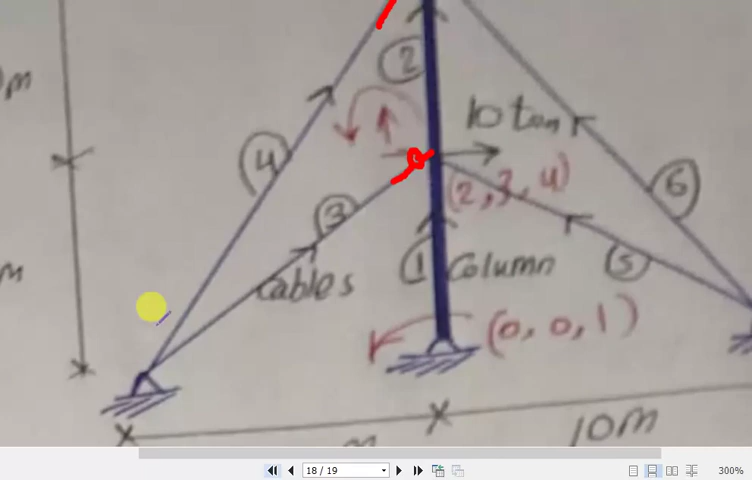 m
2
10 ton
4
(2, 3, 4)
6
3
m
cables
1
Column
5
(0, 0, 1)
x
x
m
10m
18 / 19
300%